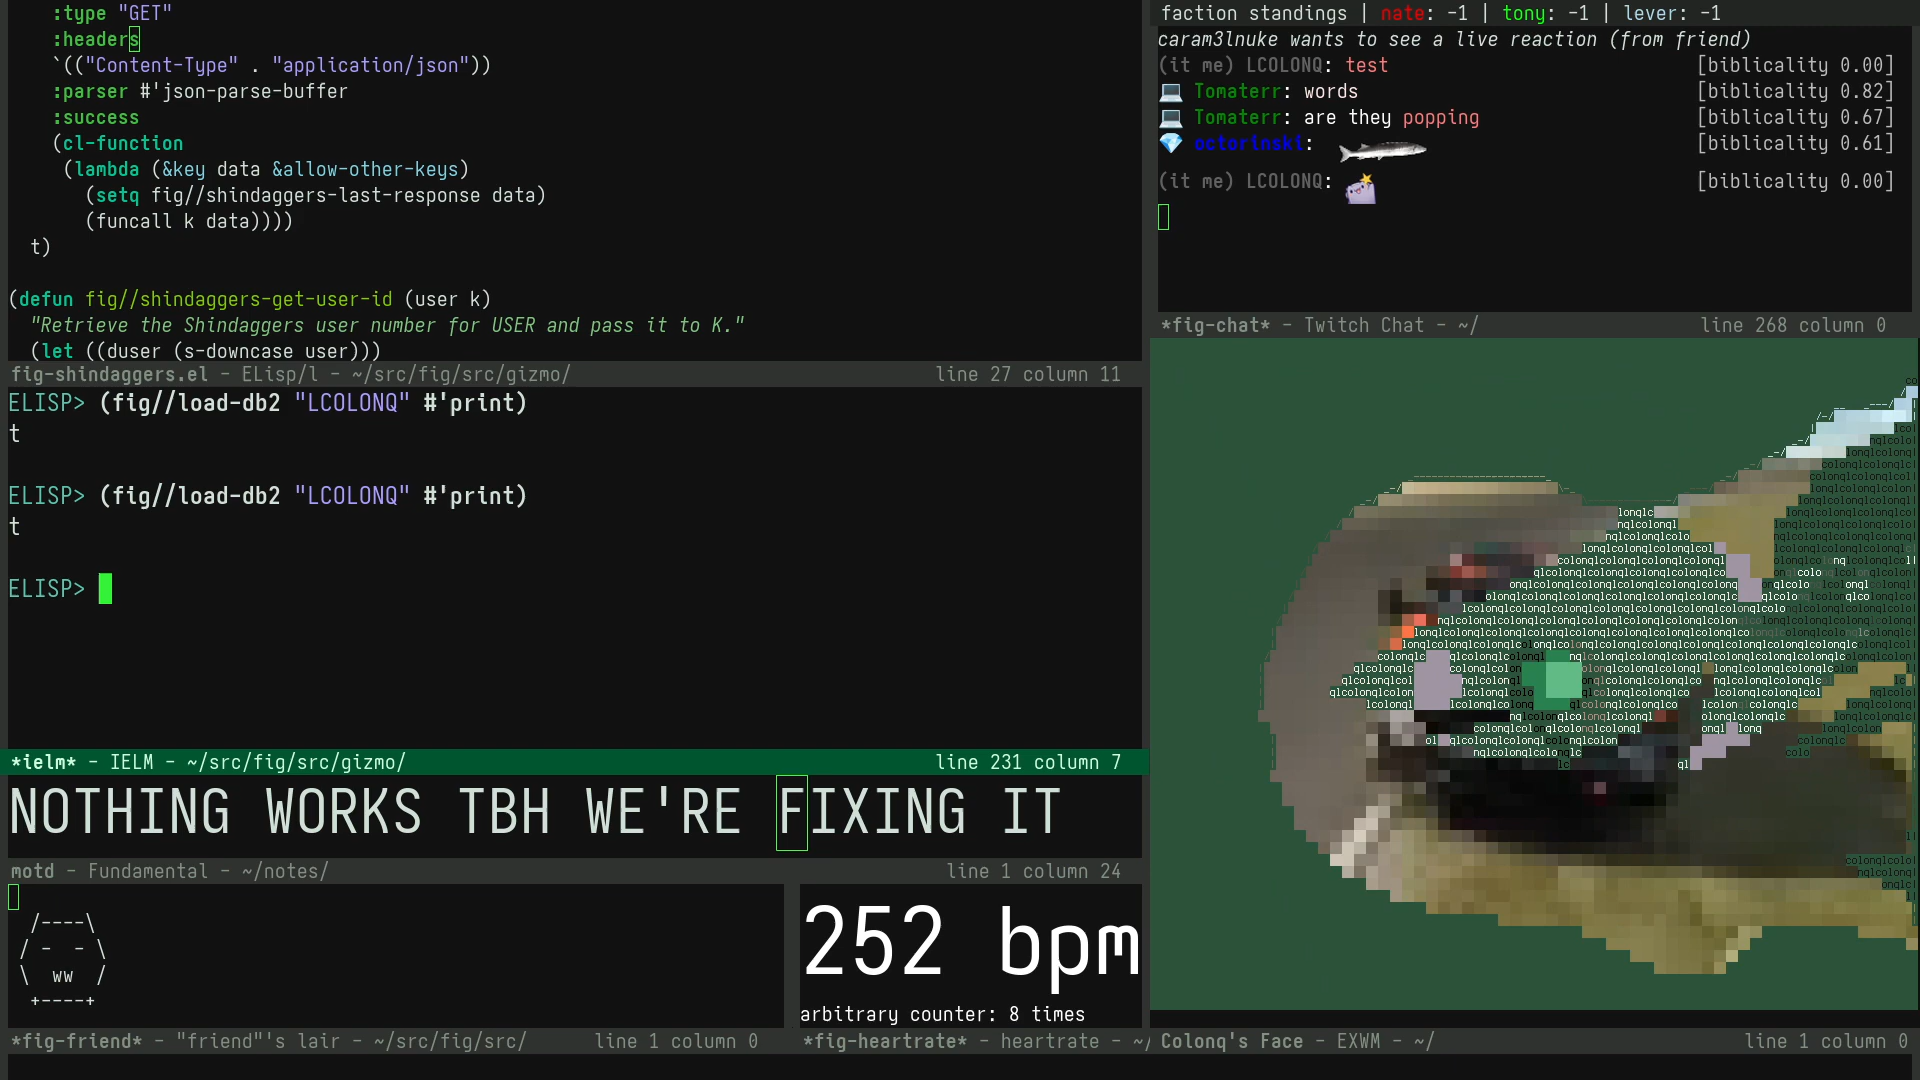 :type "GET"
:headers
`(("Content-Type" . "application/json"))
:parser #'json-parse-buffer
:success
(cl-function
(lambda (&key data &allow-other-keys)
(setq fig//shindaggers-last-response data)
(funcall k data))))
t)
(defun fig//shindaggers-get-user-id (user k)
"Retrieve the Shindaggers user number for USER and pass it to K."
(let ((duser (s-downcase user)))
fig-shindaggers.el - ELisp/l - ~/src/fig/src/gizmo/ line 27 column 11
ELISP> (fig//load-db2 "LCOLONQ" #'print)
t
ELISP> (fig//load-db2 "LCOLONQ" #'print)
t
ELISP>
*ielm* - IELM - ~/src/fig/src/gizmo/ line 231 column 7
NOTHING WORKS TBH WE'RE FIXING IT
motd - Fundamental - ~/notes/ line 1 column 24
/----\
/ -  - \
\  ww  /
+----+
*fig-friend* - "friend"'s lair - ~/src/fig/src/ line 1 column 0
252 bpm
arbitrary counter: 8 times
*fig-heartrate* - heartrate - ~/
faction standings | nate: -1 | tony: -1 | lever: -1
caram3lnuke wants to see a live reaction (from friend)
(it me) LCOLONQ: test [biblicality 0.00]
Tomaterr: words [biblicality 0.82]
Tomaterr: are they popping [biblicality 0.67]
octorinski: [biblicality 0.61]
(it me) LCOLONQ: [biblicality 0.00]
*fig-chat* - Twitch Chat - ~/ line 268 column 0
Colonq's Face - EXWM - ~/ line 1 column 0